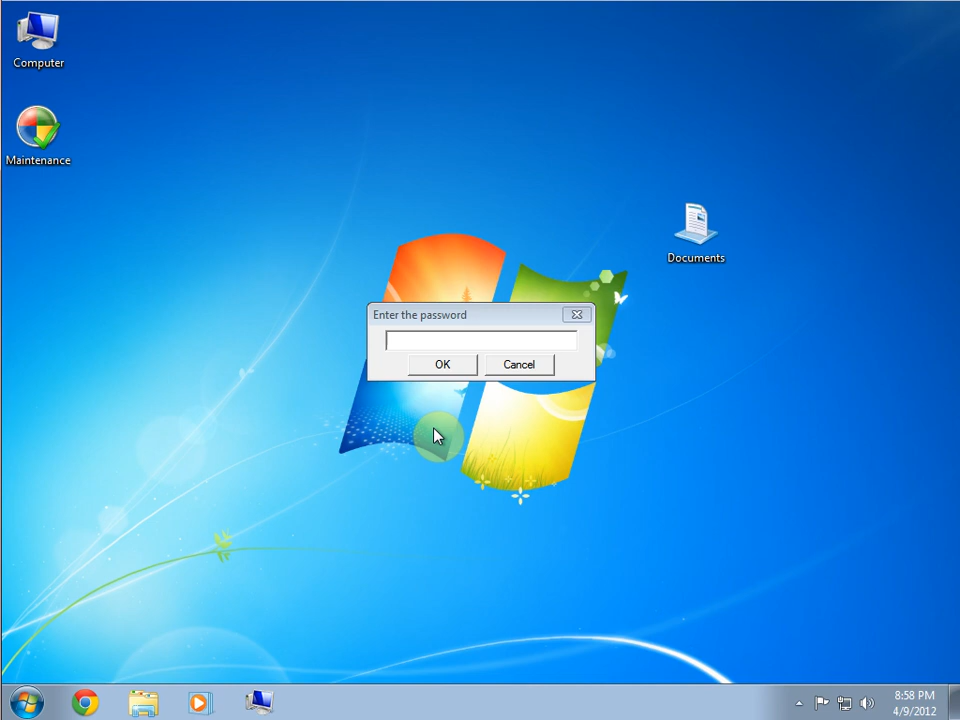 Computer
Maintenance
Documents
Enter the password
OK
Cancel
8:58 PM
4/9/2012